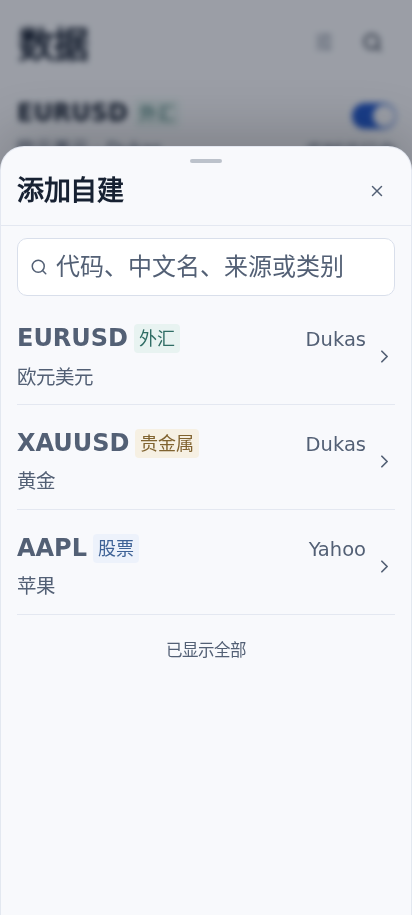 数据
EURUSD 外汇
添加自建
代码、中文名、来源或类别
EURUSD 外汇 Dukas
欧元美元
XAUUSD 贵金属 Dukas
黄金
AAPL 股票 Yahoo
苹果
已显示全部